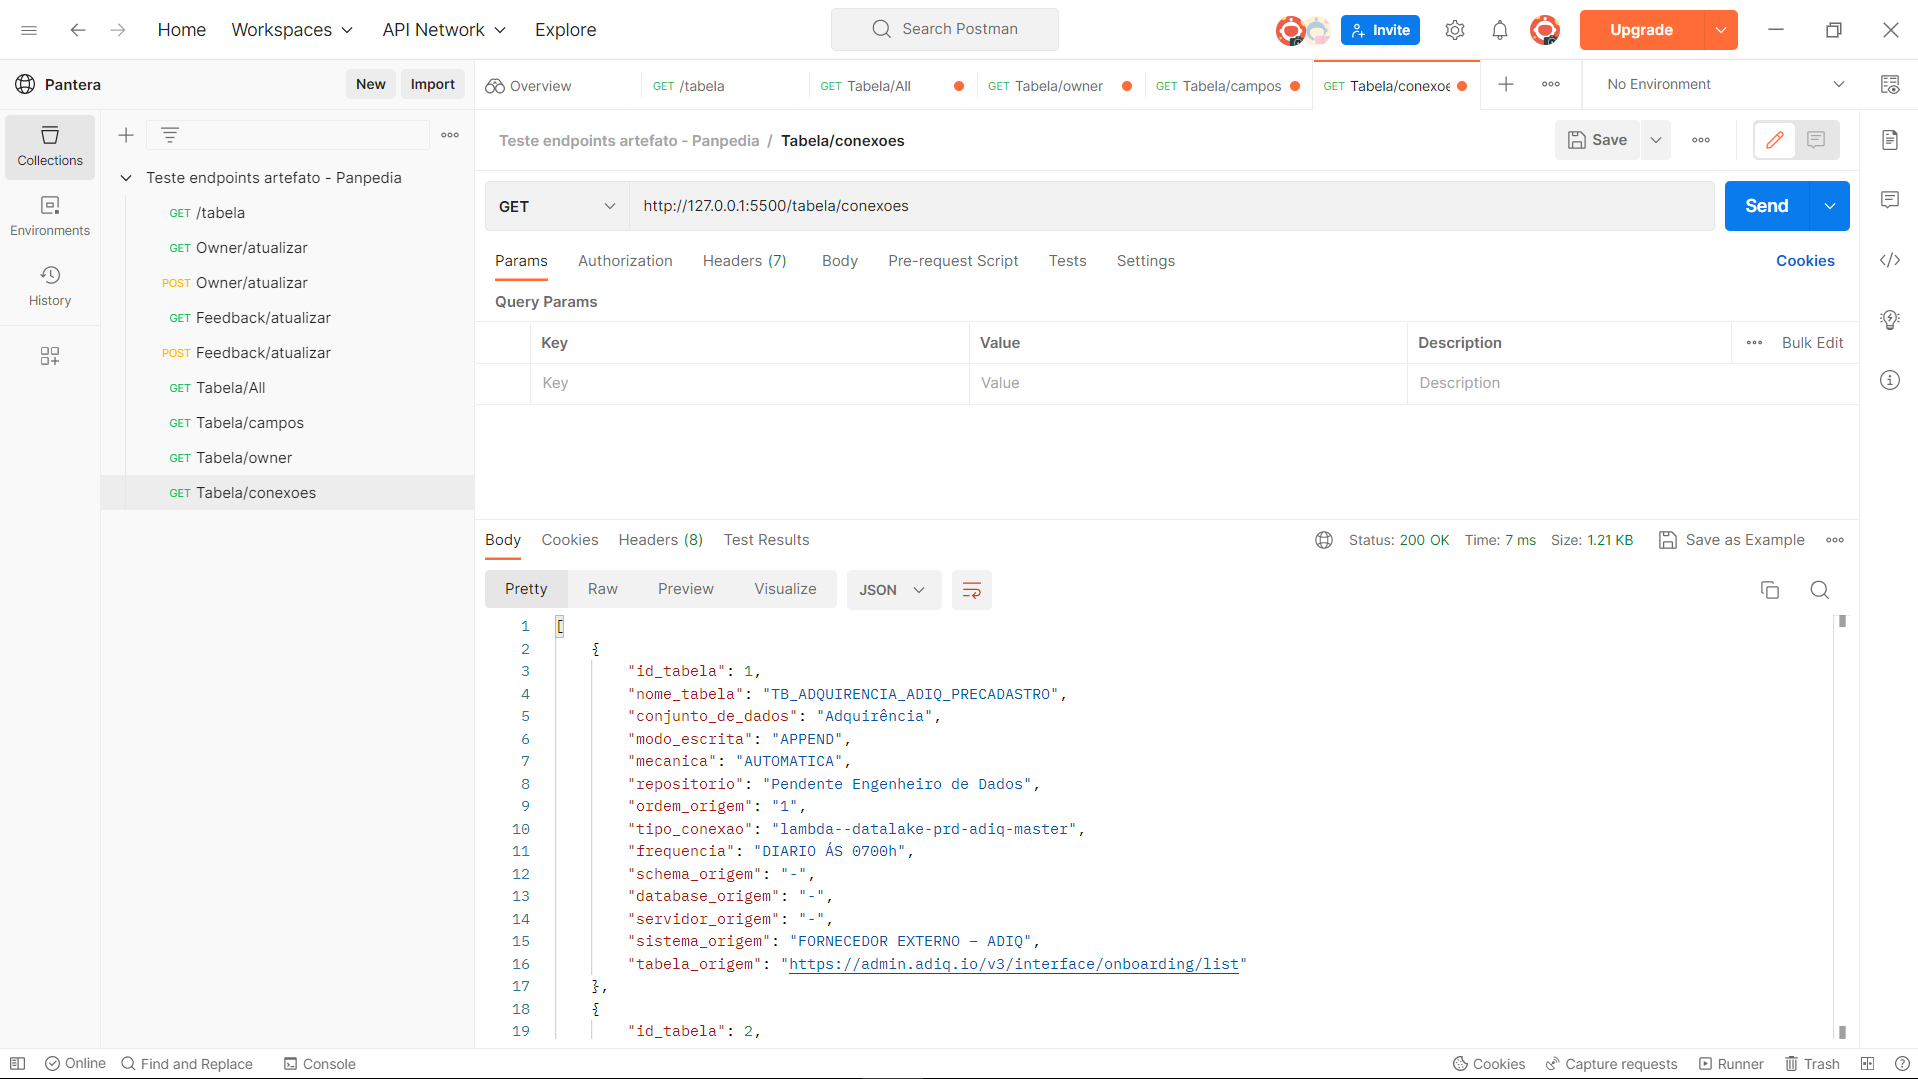 Home Workspaces API Network Explore Search Postman Invite Upgrade
Pantera New Import Overview GET /tabela GET Tabela/All GET Tabela/owner GET Tabela/campos GET Tabela/conexoe No Environment
Collections
Environments
History
Teste endpoints artefato - Panpedia
GET /tabela
GET Owner/atualizar
POST Owner/atualizar
GET Feedback/atualizar
POST Feedback/atualizar
GET Tabela/All
GET Tabela/campos
GET Tabela/owner
GET Tabela/conexoes
Teste endpoints artefato - Panpedia / Tabela/conexoes Save
GET http://127.0.0.1:5500/tabela/conexoes Send
Params Authorization Headers (7) Body Pre-request Script Tests Settings Cookies
Query Params
Key Value Description Bulk Edit
Key Value Description
Body Cookies Headers (8) Test Results Status: 200 OK Time: 7 ms Size: 1.21 KB Save as Example
Pretty Raw Preview Visualize JSON
1 [
2 {
3 "id_tabela": 1,
4 "nome_tabela": "TB_ADQUIRENCIA_ADIQ_PRECADASTRO",
5 "conjunto_de_dados": "Adquirência",
6 "modo_escrita": "APPEND",
7 "mecanica": "AUTOMATICA",
8 "repositorio": "Pendente Engenheiro de Dados",
9 "ordem_origem": "1",
10 "tipo_conexao": "lambda--datalake-prd-adiq-master",
11 "frequencia": "DIARIO ÁS 0700h",
12 "schema_origem": "-",
13 "database_origem": "-",
14 "servidor_origem": "-",
15 "sistema_origem": "FORNECEDOR EXTERNO – ADIQ",
16 "tabela_origem": "https://admin.adiq.io/v3/interface/onboarding/list"
17 },
18 {
19 "id_tabela": 2,
Online Find and Replace Console Cookies Capture requests Runner Trash